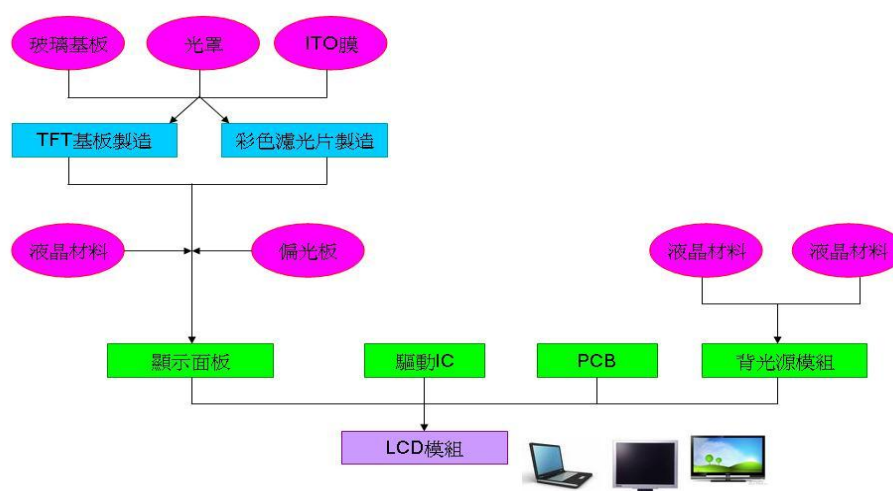 玻璃基板
光罩
ITO膜
TFT基板製造
彩色濾光片製造
液晶材料
偏光板
液晶材料
液晶材料
顯示面板
驅動IC
PCB
背光源模組
LCD模組